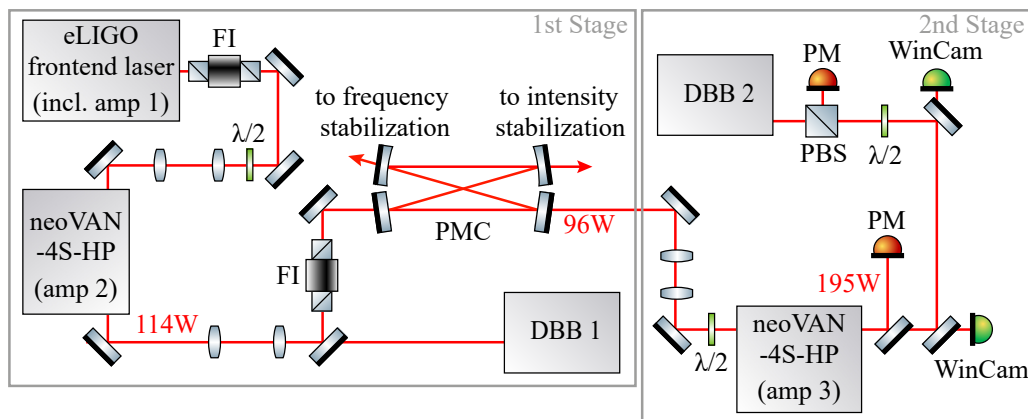 1st Stage
eLIGO
frontend laser
(incl. amp 1)
FI
λ/2
to frequency
stabilization
to intensity
stabilization
neoVAN
-4S-HP
(amp 2)
PMC
96W
FI
114W
DBB 1
2nd Stage
DBB 2
PM
WinCam
PBS
λ/2
PM
195W
λ/2
neoVAN
-4S-HP
(amp 3)
WinCam